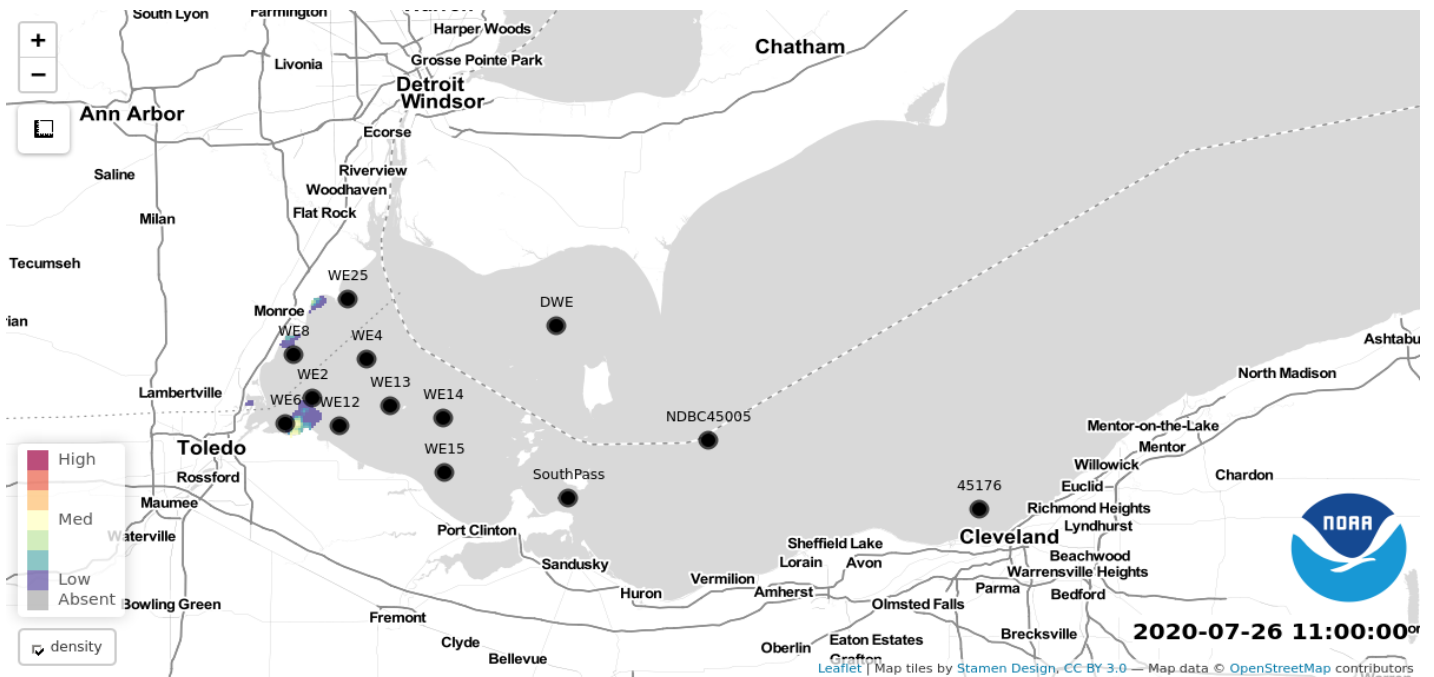 South Lyon
Farmington
Harper Woods
+
−
Chatham
Livonia
Grosse Pointe Park
Detroit
Windsor
Ann Arbor
Ecorse
Saline
Riverview
Woodhaven
Milan
Flat Rock
Tecumseh
WE25
DWE
Monroe
ian
WE8
WE4
Ashtabu
WE2
WE13
North Madison
Lambertville
WE6
WE12
WE14
NDBC45005
Mentor-on-the-Lake
Toledo
WE15
Mentor
High
Willowick
Rossford
SouthPass
45176
Euclid
Chardon
Maumee
Richmond Heights
Med
Lyndhurst
NOAA
Waterville
Port Clinton
Cleveland
Sheffield Lake
Beachwood
Sandusky
Lorain
Avon
Warrensville Heights
Low
Vermilion
Parma
Absent
Huron
Amherst
Bedford
Bowling Green
Olmsted Falls
Fremont
2020-07-26 11:00:00
Brecksville
Clyde
Oberlin
Eaton Estates
density
Bellevue
Grafton
Leaflet | Map tiles by Stamen Design, CC BY 3.0 — Map data © OpenStreetMap contributors